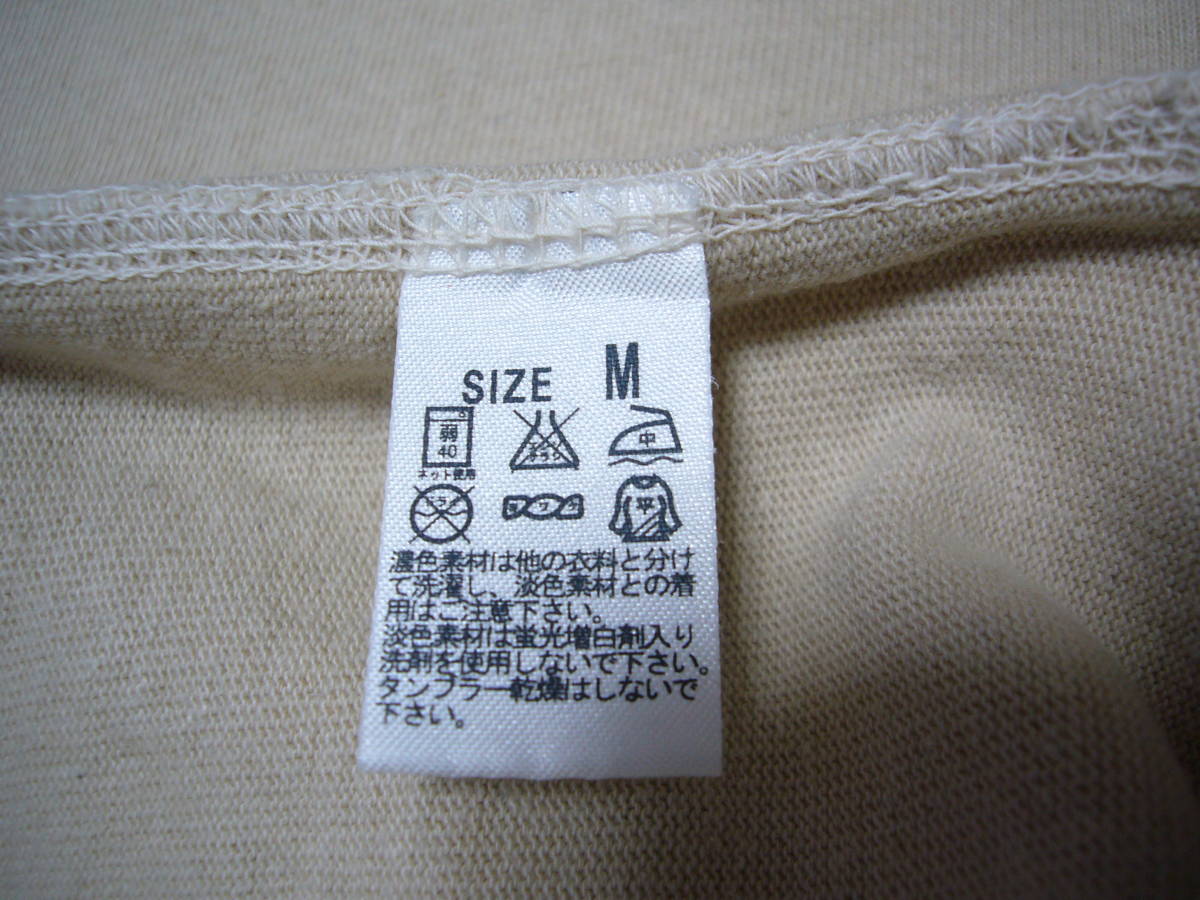 SIZE M
弱 中
40
ネット使用
平
濃色素材は他の衣料と分け
て洗濯し、淡色素材との着
用はご注意下さい。
淡色素材は蛍光増白剤入り
洗剤を使用しないで下さい。
タンブラー乾燥はしないで
下さい。